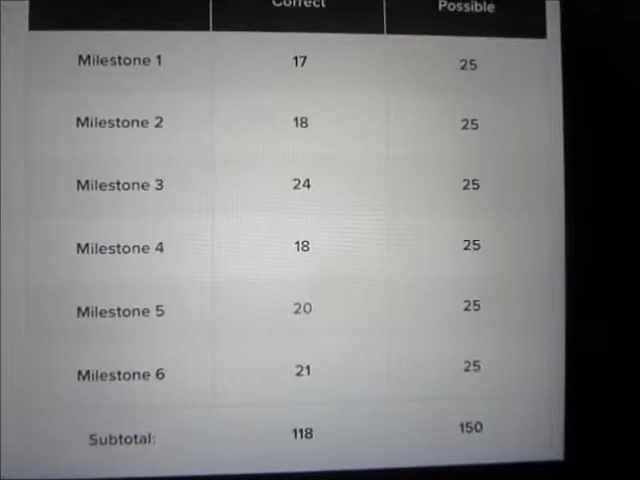 Correct Possible
Milestone 1 17 25
Milestone 2 18 25
Milestone 3 24 25
Milestone 4 18 25
Milestone 5 20 25
Milestone 6 21 25
Subtotal: 118 150